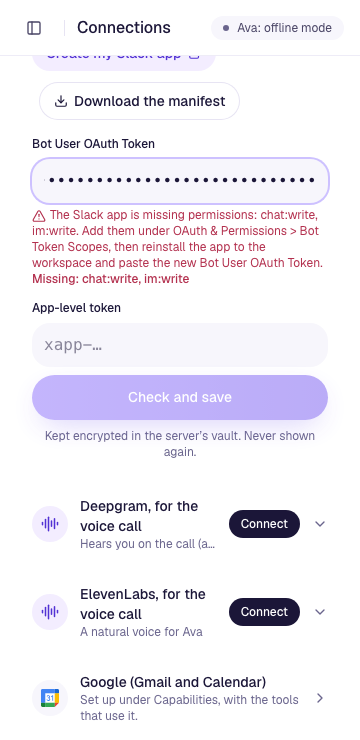 Connections
Ava: offline mode
Create my Slack app
Download the manifest
Bot User OAuth Token
••••••••••••••••••••••••••••
The Slack app is missing permissions: chat:write,
im:write. Add them under OAuth & Permissions > Bot
Token Scopes, then reinstall the app to the
workspace and paste the new Bot User OAuth Token.
Missing: chat:write, im:write
App-level token
xapp-…
Check and save
Kept encrypted in the server's vault. Never shown
again.
Deepgram, for the
voice call
Hears you on the call (a…
Connect
ElevenLabs, for the
voice call
A natural voice for Ava
Connect
31
Google (Gmail and Calendar)
Set up under Capabilities, with the tools
that use it.